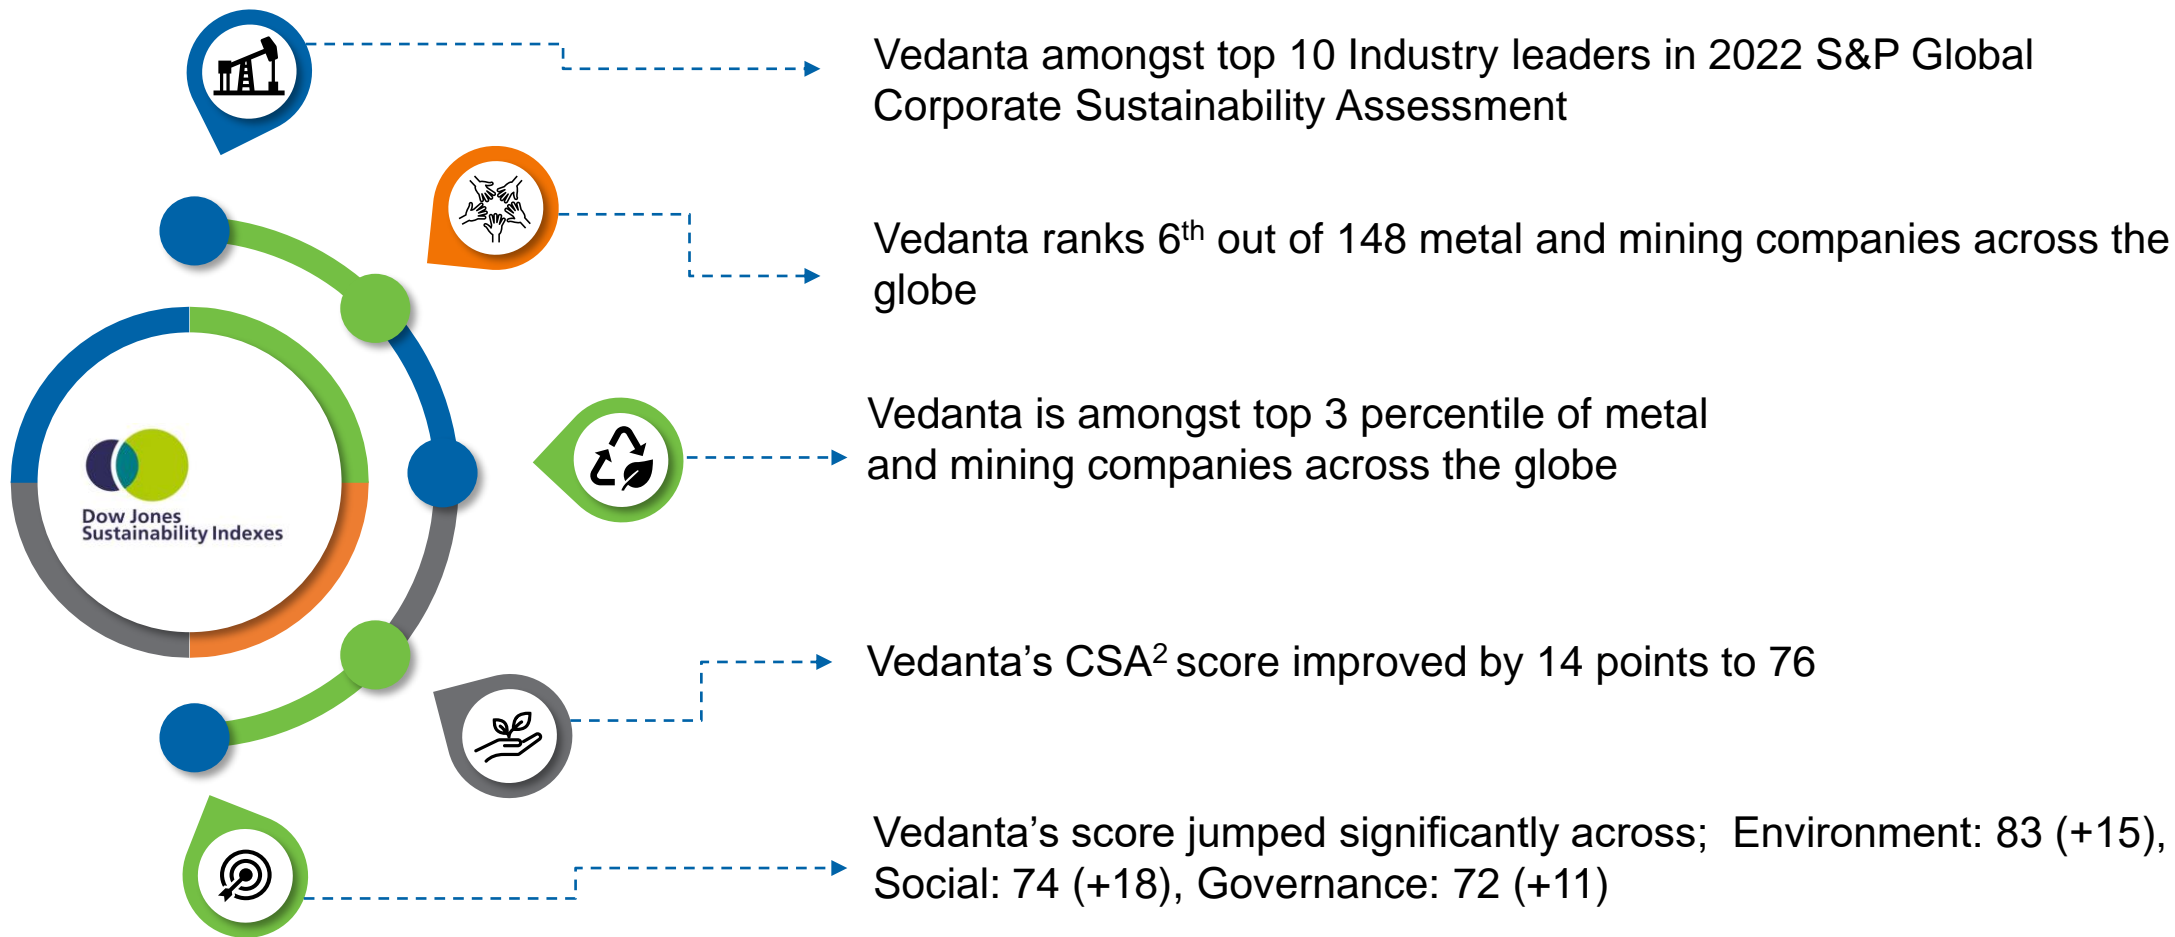 Vedanta amongst top 10 Industry leaders in 2022 S&P Global
Corporate Sustainability Assessment
Vedanta ranks 6th out of 148 metal and mining companies across the
globe
Vedanta is amongst top 3 percentile of metal
and mining companies across the globe
Dow Jones
Sustainability Indexes
Vedanta’s CSA² score improved by 14 points to 76
Vedanta’s score jumped significantly across; Environment: 83 (+15),
Social: 74 (+18), Governance: 72 (+11)